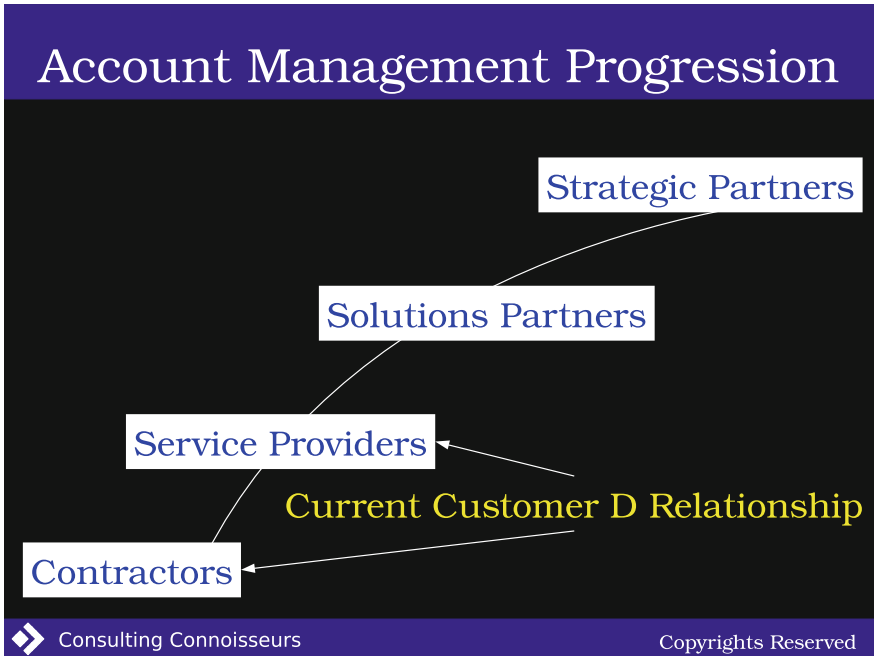 Account Management Progression
Strategic Partners
Solutions Partners
Service Providers
Current Customer D Relationship
Contractors
Consulting Connoisseurs
Copyrights Reserved